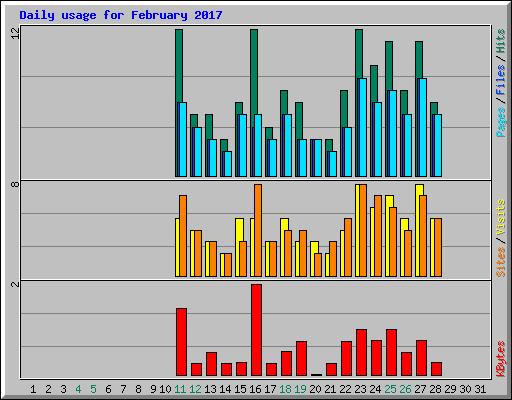 Daily usage for February 2017
12
8
2
Pages/Files/Hits
Sites/Visits
KBytes
1 2 3 4 5 6 7 8 9 10 11 12 13 14 15 16 17 18 19 20 21 22 23 24 25 26 27 28 29 30 31